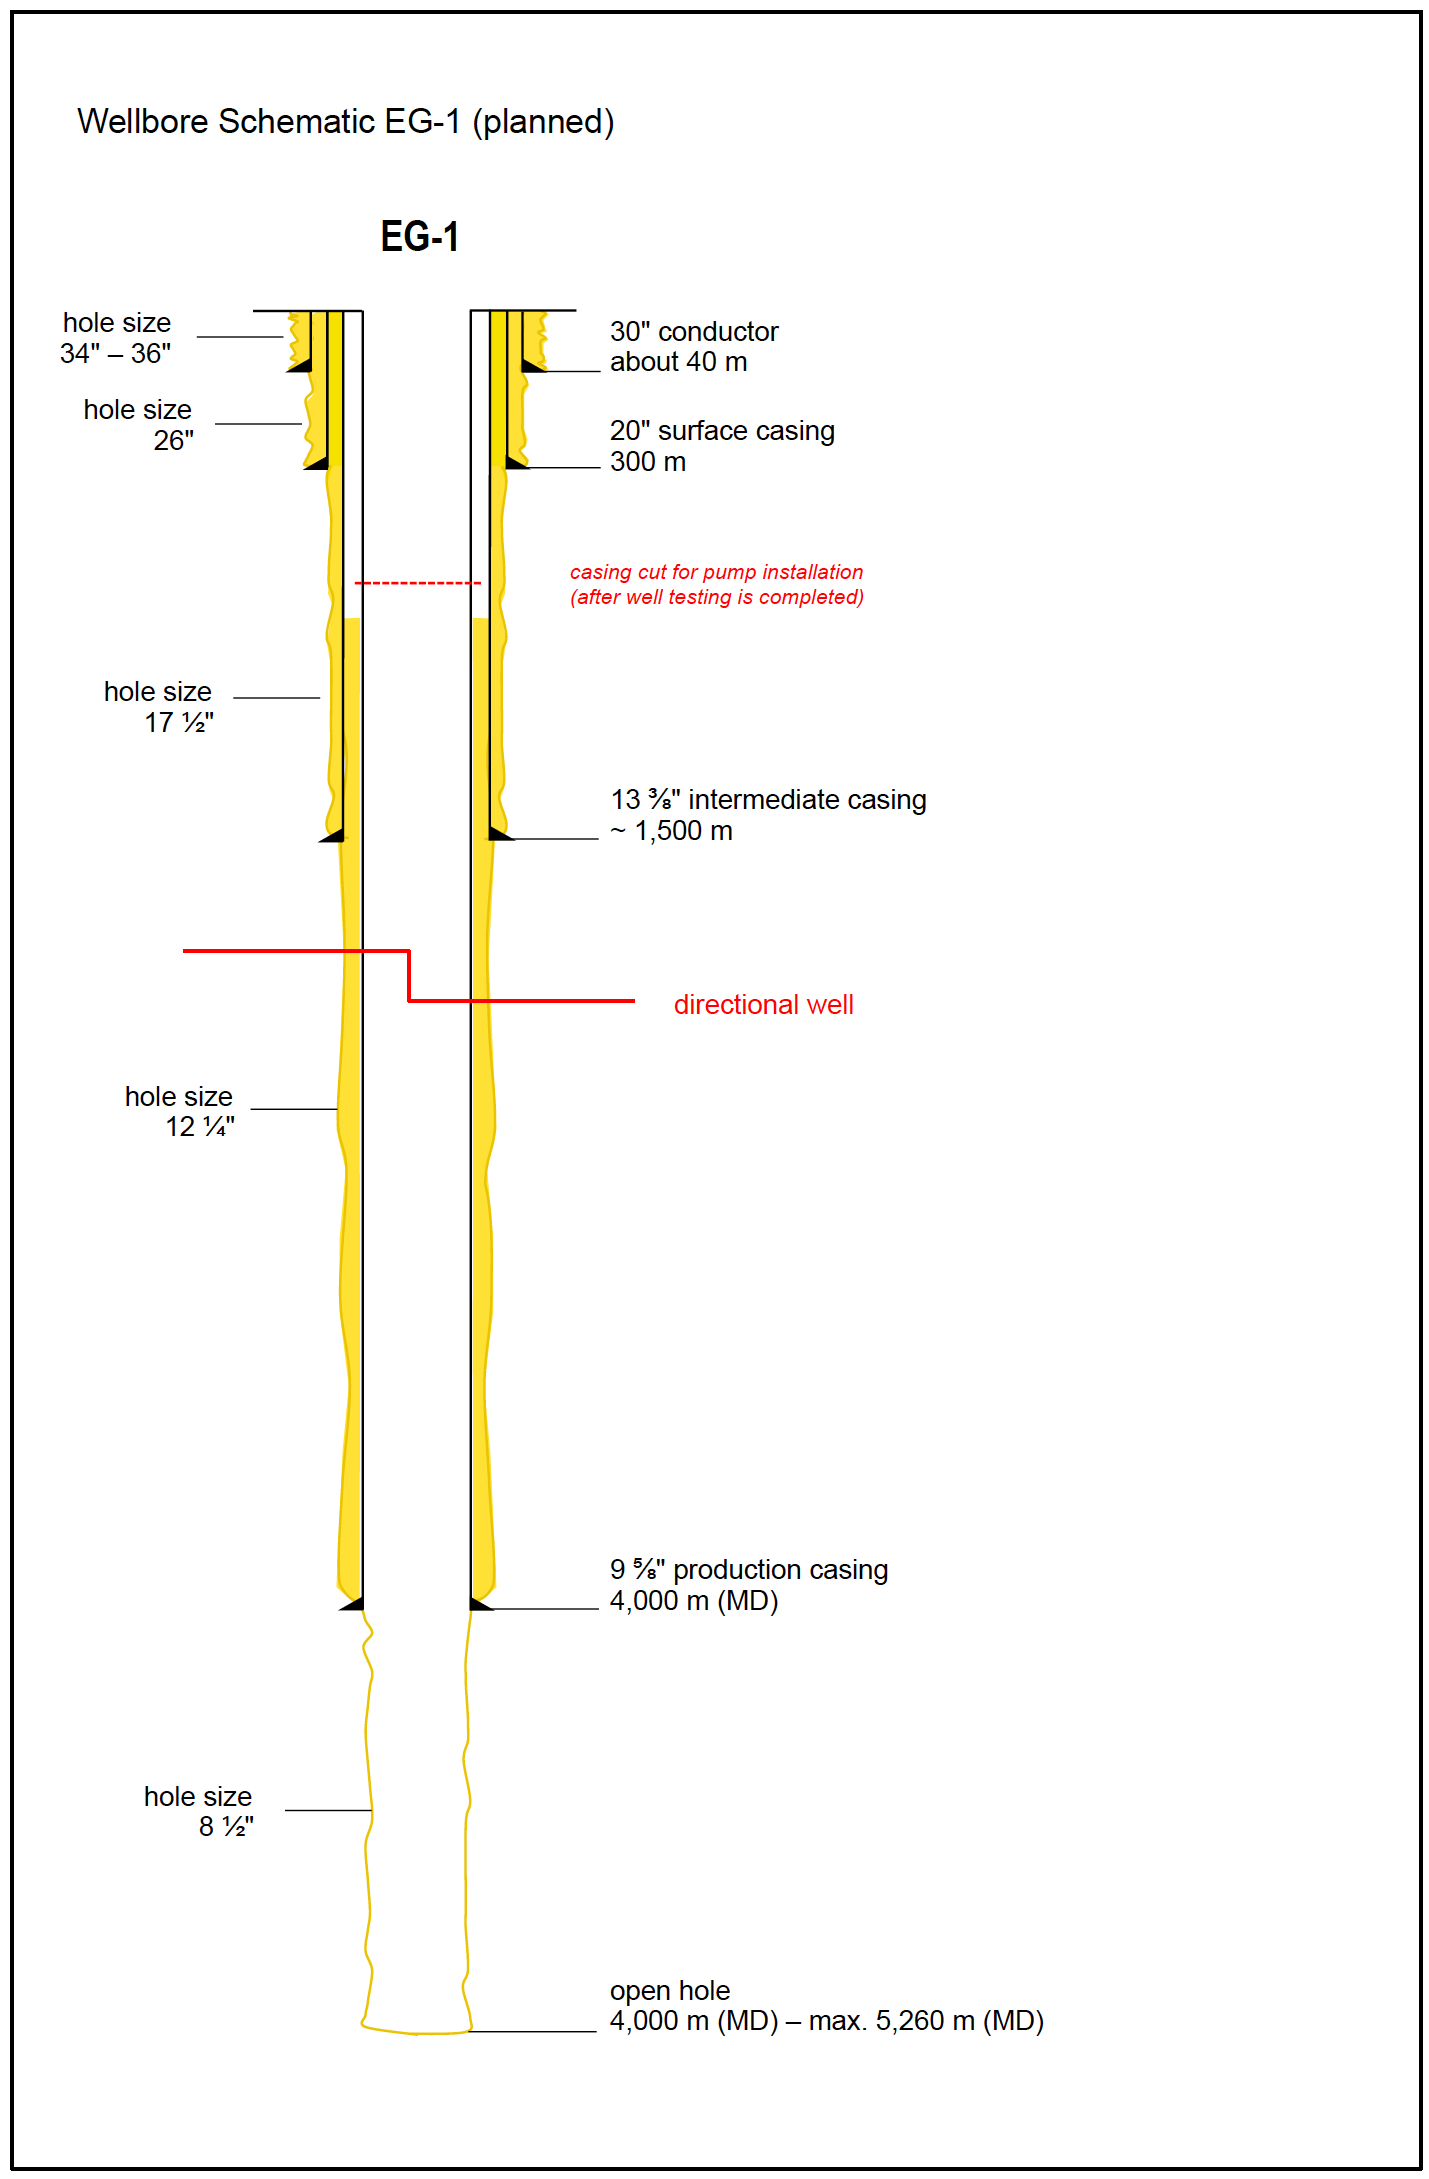 Wellbore Schematic EG-1 (planned)
EG-1
hole size
34" – 36"
30" conductor
about 40 m
hole size
26"
20" surface casing
300 m
casing cut for pump installation
(after well testing is completed)
hole size
17 ½"
13 ⅜" intermediate casing
~ 1,500 m
directional well
hole size
12 ¼"
9 ⅝" production casing
4,000 m (MD)
hole size
8 ½"
open hole
4,000 m (MD) – max. 5,260 m (MD)